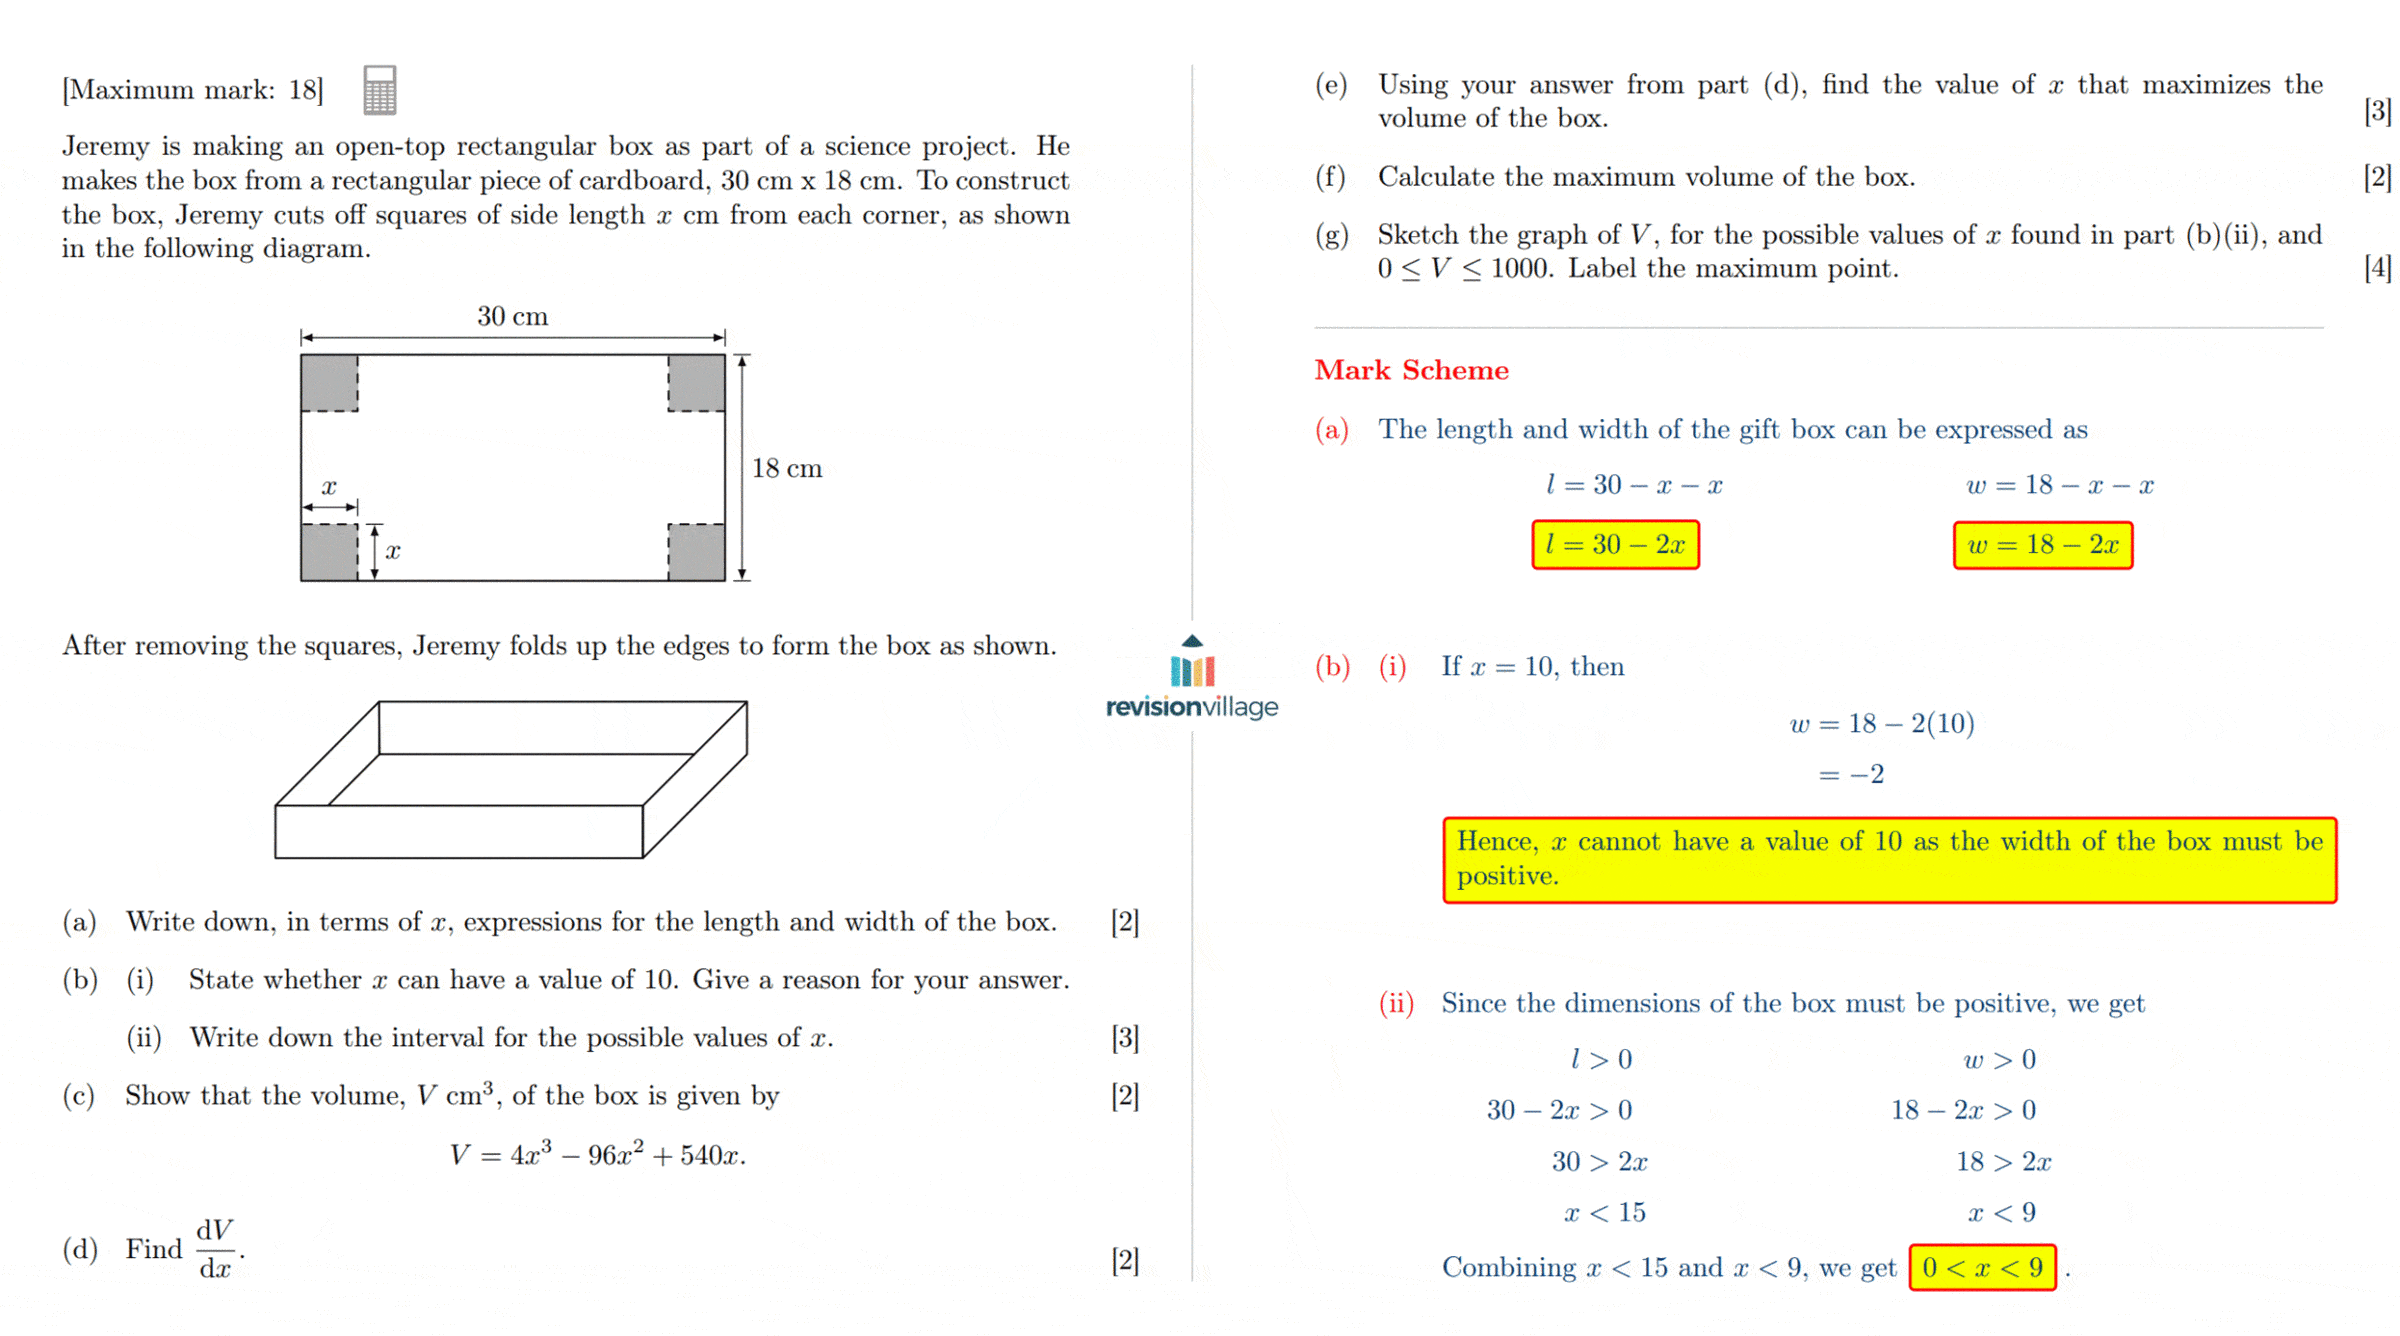 [Maximum mark: 18]
Jeremy is making an open-top rectangular box as part of a science project. He
makes the box from a rectangular piece of cardboard, 30 cm x 18 cm. To construct
the box, Jeremy cuts off squares of side length x cm from each corner, as shown
in the following diagram.
30 cm
18 cm
x
x
After removing the squares, Jeremy folds up the edges to form the box as shown.
(a) Write down, in terms of x, expressions for the length and width of the box. [2]
(b) (i) State whether x can have a value of 10. Give a reason for your answer.
(ii) Write down the interval for the possible values of x. [3]
(c) Show that the volume, V cm³, of the box is given by [2]
V = 4x³ − 96x² + 540x.
(d) Find dV/dx. [2]
revisionvillage
(e) Using your answer from part (d), find the value of x that maximizes the
volume of the box. [3]
(f) Calculate the maximum volume of the box. [2]
(g) Sketch the graph of V, for the possible values of x found in part (b)(ii), and
0 ≤ V ≤ 1000. Label the maximum point. [4]
Mark Scheme
(a) The length and width of the gift box can be expressed as
l = 30 − x − x w = 18 − x − x
l = 30 − 2x w = 18 − 2x
(b) (i) If x = 10, then
w = 18 − 2(10)
= −2
Hence, x cannot have a value of 10 as the width of the box must be
positive.
(ii) Since the dimensions of the box must be positive, we get
l > 0 w > 0
30 − 2x > 0 18 − 2x > 0
30 > 2x 18 > 2x
x < 15 x < 9
Combining x < 15 and x < 9, we get 0 < x < 9 .